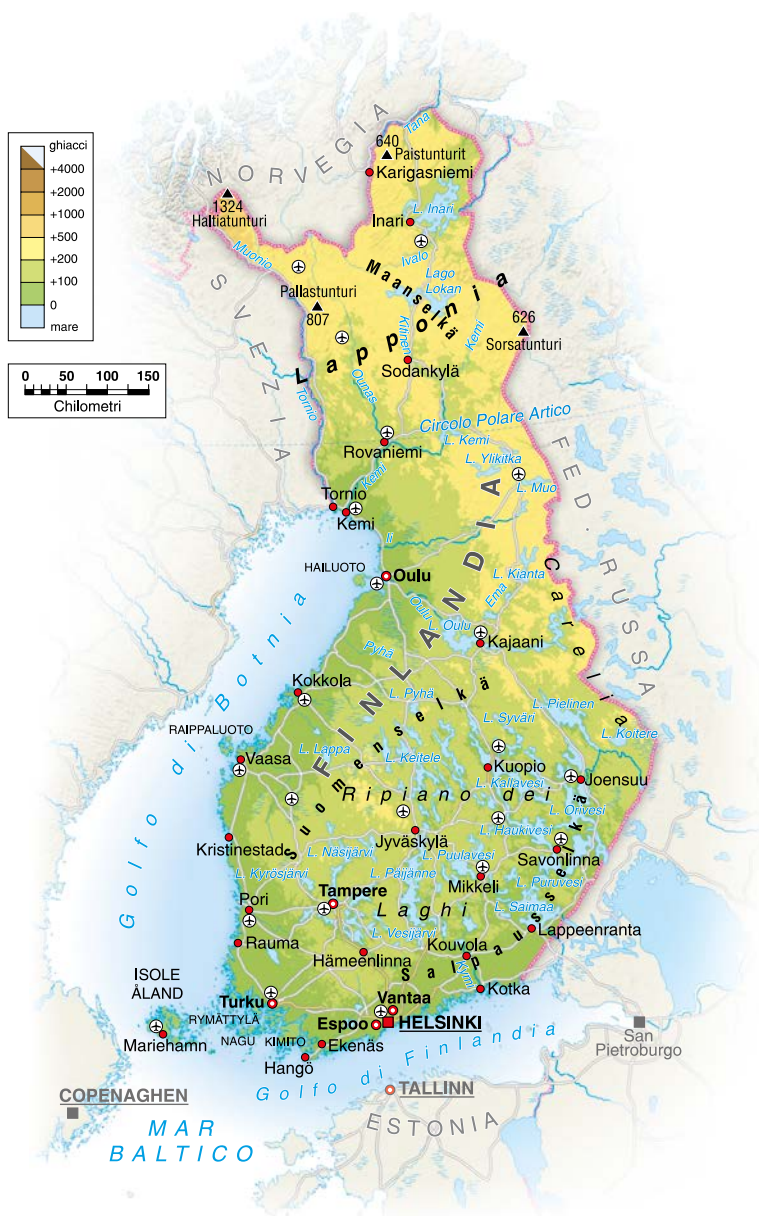 ghiacci
+4000
+2000
+1000
+500
+200
+100
0
mare
0 50 100 150
Chilometri
NORVEGIA
SVEZIA
FED. RUSSA
ESTONIA
FINLANDIA
Lapponia
Maanselkä
Carelia
Suomenselkä
Ripiano dei
Laghi
Salpausselkä
Tana
640
Paistunturit
Karigasniemi
1324
Haltiatunturi
Inari
L. Inari
Muonio
Ivalo
Lago
Lokan
Pallastunturi
807
Kitinen
Kemi
626
Sorsatunturi
Sodankylä
Ounas
Tornio
Circolo Polare Artico
Rovaniemi
L. Kemi
L. Ylikitka
Kemi
L. Muo
Tornio
Kemi
Ii
HAILUOTO
Oulu
L. Kianta
Oulu
Ema
L. Oulu
Kajaani
Pyhä
Golfo di Botnia
Kokkola
L. Pyhä
L. Pielinen
L. Syväri
L. Koitere
RAIPPALUOTO
L. Lappa
Vaasa
L. Keitele
Kuopio
L. Kallavesi
Joensuu
L. Orivesi
L. Haukivesi
Jyväskylä
Kristinestad
L. Näsijärvi
L. Puulavesi
Savonlinna
L. Kyrösjärvi
L. Päijänne
Mikkeli
L. Puruvesi
Tampere
Pori
L. Saimaa
L. Vesijärvi
Lappeenranta
Rauma
Hämeenlinna
Kouvola
Kymi
Kotka
ISOLE
ÅLAND
Turku
Vantaa
RYMÄTTYLÄ
Espoo
HELSINKI
Mariehamn
NAGU
KIMITO
Ekenäs
Hangö
Golfo di Finlandia
San
Pietroburgo
COPENAGHEN
TALLINN
MAR
BALTICO